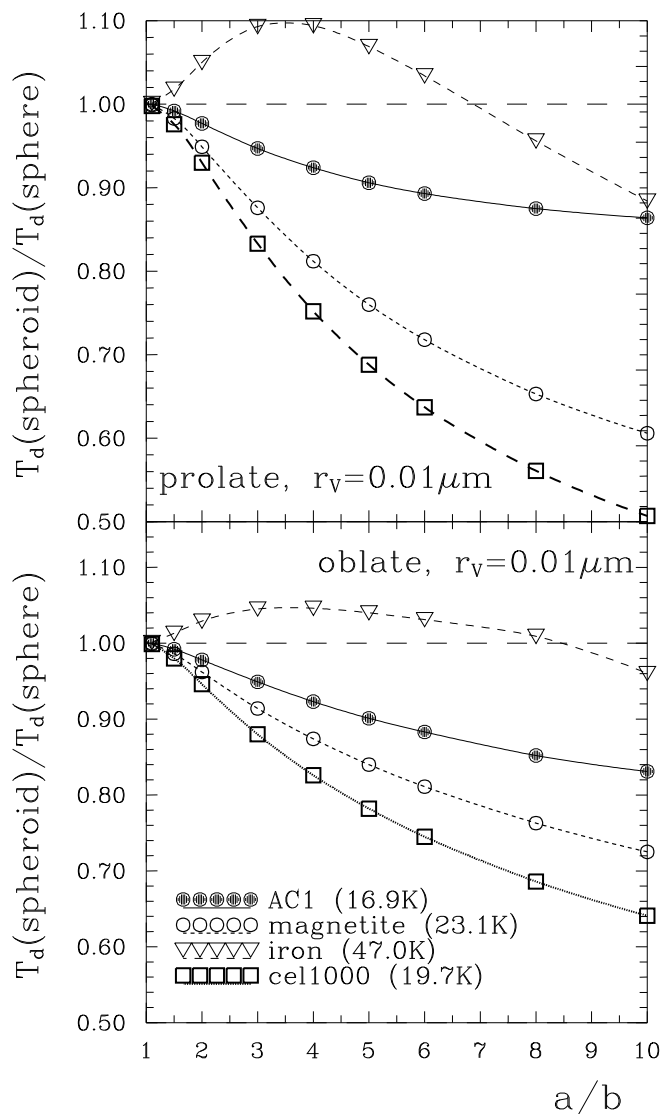 1.10
1.00
0.90
0.80
0.70
0.60
0.50
T_d(spheroid)/T_d(sphere)
prolate, r_V=0.01μm
oblate, r_V=0.01μm
1.10
1.00
0.90
0.80
0.70
0.60
0.50
T_d(spheroid)/T_d(sphere)
AC1 (16.9K)
magnetite (23.1K)
iron (47.0K)
cel1000 (19.7K)
1 2 3 4 5 6 7 8 9 10
a/b